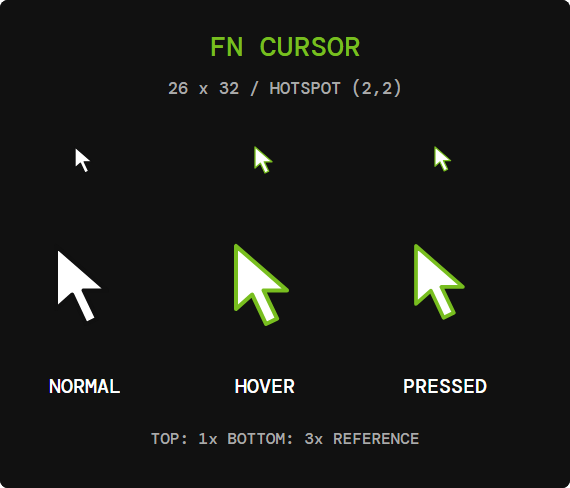 FN CURSOR
26 x 32 / HOTSPOT (2,2)
NORMAL HOVER PRESSED
TOP: 1x BOTTOM: 3x REFERENCE